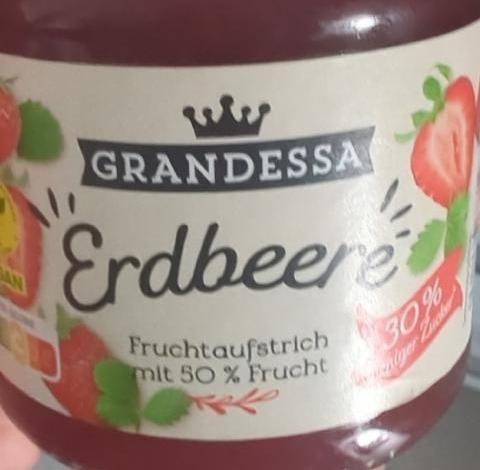 GRANDESSA
Erdbeere
Fruchtaufstrich
mit 50 % Frucht
30%
weniger Zucker